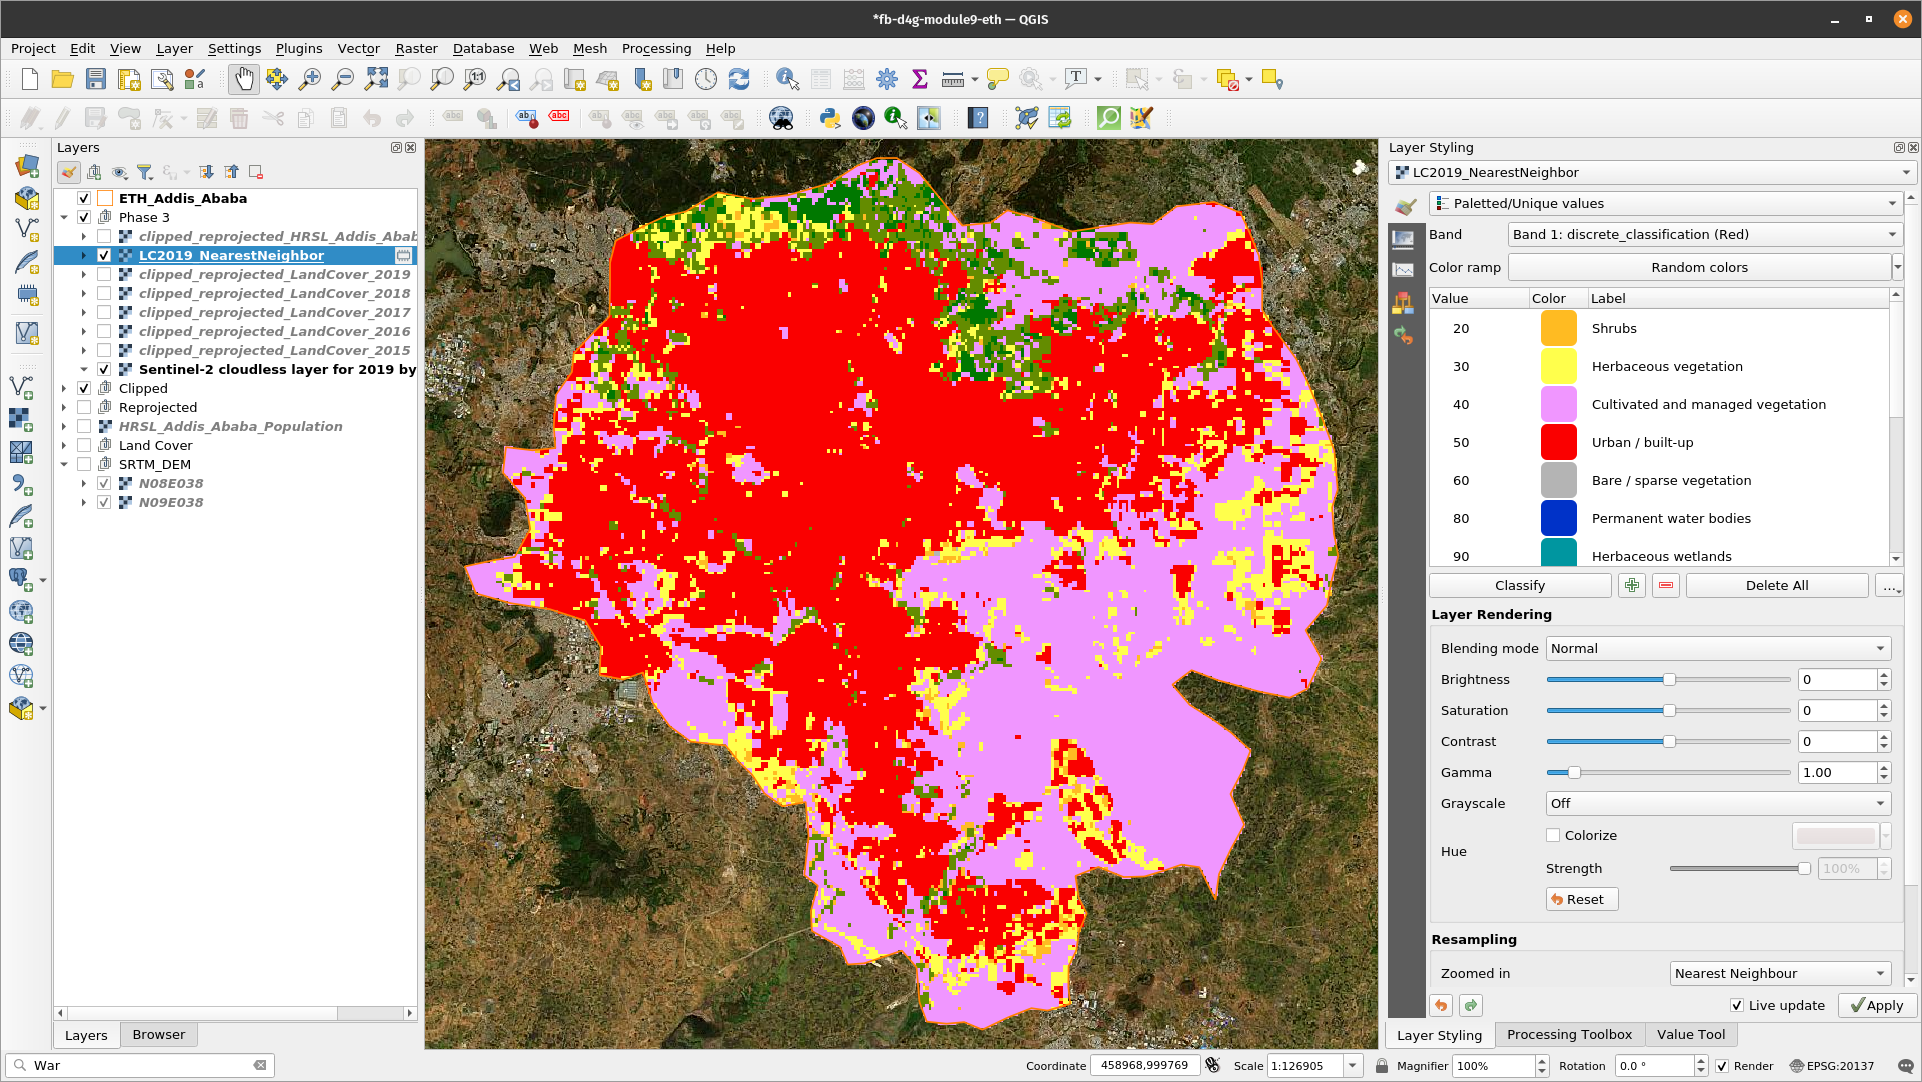 *fb-d4g-module9-eth — QGIS
Project Edit View Layer Settings Plugins Vector Raster Database Web Mesh Processing Help
Layers
ETH_Addis_Ababa
Phase 3
clipped_reprojected_HRSL_Addis_Abab
LC2019_NearestNeighbor
clipped_reprojected_LandCover_2019
clipped_reprojected_LandCover_2018
clipped_reprojected_LandCover_2017
clipped_reprojected_LandCover_2016
clipped_reprojected_LandCover_2015
Sentinel-2 cloudless layer for 2019 by
Clipped
Reprojected
HRSL_Addis_Ababa_Population
Land Cover
SRTM_DEM
N08E038
N09E038
Layers Browser
Layer Styling
LC2019_NearestNeighbor
Paletted/Unique values
Band Band 1: discrete_classification (Red)
Color ramp Random colors
Value Color Label
20 Shrubs
30 Herbaceous vegetation
40 Cultivated and managed vegetation
50 Urban / built-up
60 Bare / sparse vegetation
80 Permanent water bodies
90 Herbaceous wetlands
Classify Delete All ...
Layer Rendering
Blending mode Normal
Brightness 0
Saturation 0
Contrast 0
Gamma 1.00
Grayscale Off
Hue Colorize
Strength 100%
Reset
Resampling
Zoomed in Nearest Neighbour
Live update Apply
Layer Styling Processing Toolbox Value Tool
War
Coordinate 458968,999769 Scale 1:126905 Magnifier 100% Rotation 0.0 ° Render EPSG:20137